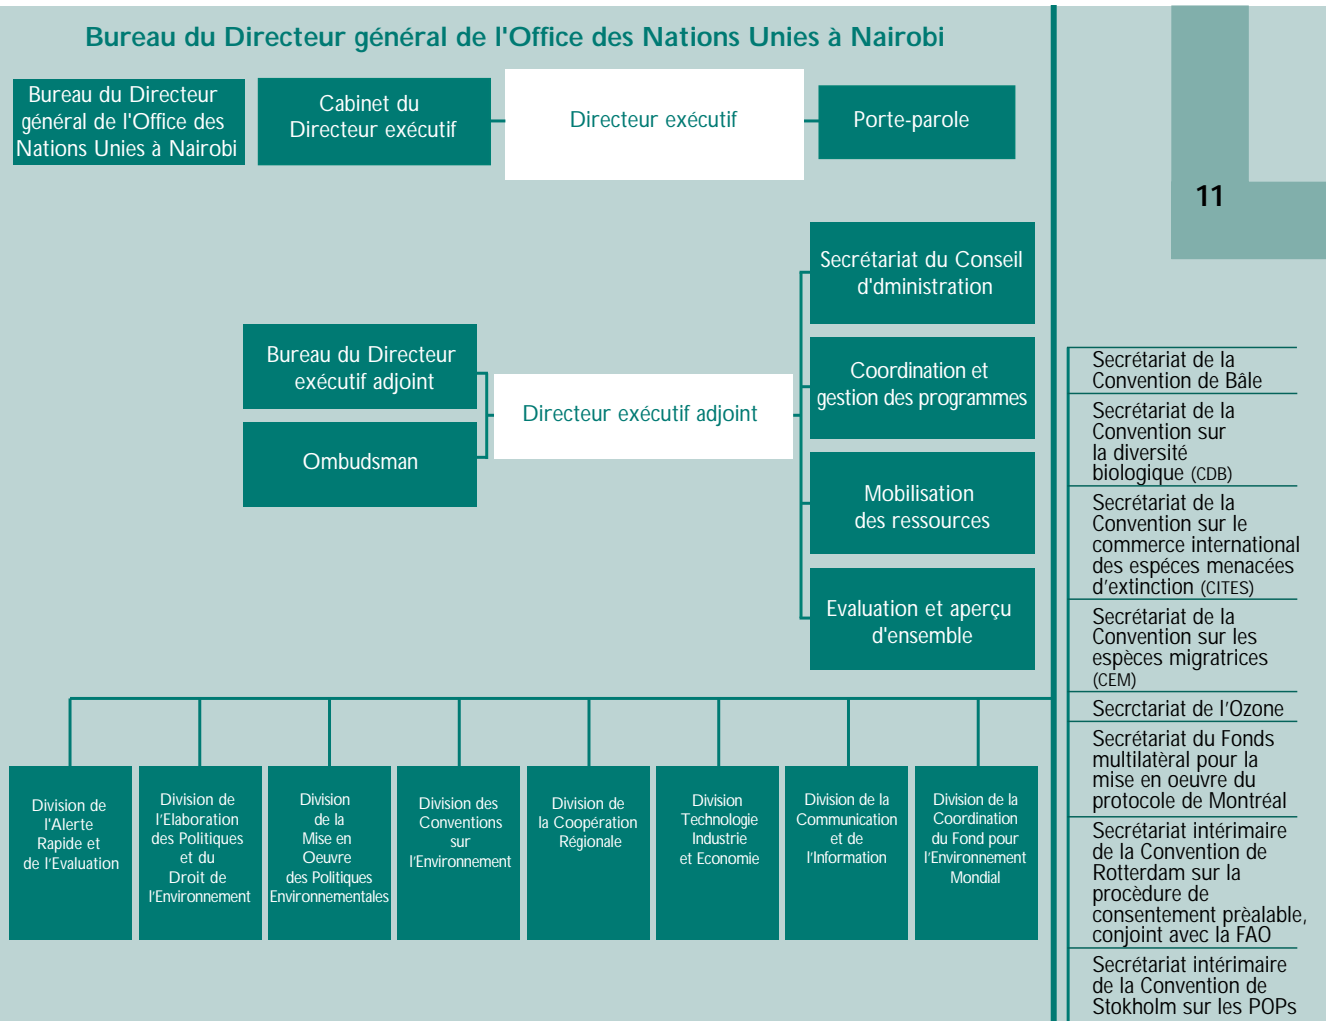 Bureau du Directeur général de l'Office des Nations Unies à Nairobi
Bureau du Directeur
général de l'Office des
Nations Unies à Nairobi
Cabinet du
Directeur exécutif
Directeur exécutif
Porte-parole
11
Secrétariat du Conseil
d'dministration
Bureau du Directeur
exécutif adjoint
Coordination et
gestion des programmes
Directeur exécutif adjoint
Ombudsman
Mobilisation
des ressources
Evaluation et aperçu
d'ensemble
Division de
l'Alerte
Rapide et
de l'Evaluation
Division de
l'Elaboration
des Politiques
et du
Droit de
l'Environnement
Division
de la
Mise en
Oeuvre
des Politiques
Environnementales
Division des
Conventions
sur
l'Environnement
Division de
la Coopération
Régionale
Division
Technologie
Industrie
et Economie
Division de la
Communication
et de
l'Information
Division de la
Coordination
du Fond pour
l'Environnement
Mondial
Secrétariat de la
Convention de Bâle
Secrétariat de la
Convention sur
la diversité
biologique (CDB)
Secrétariat de la
Convention sur le
commerce international
des espéces menacées
d'extinction (CITES)
Secrétariat de la
Convention sur les
espèces migratrices
(CEM)
Secrctariat de l'Ozone
Secrétariat du Fonds
multilatèral pour la
mise en oeuvre du
protocole de Montréal
Secrétariat intérimaire
de la Convention de
Rotterdam sur la
procèdure de
consentement prèalable,
conjoint avec la FAO
Secrétariat intérimaire
de la Convention de
Stokholm sur les POPs